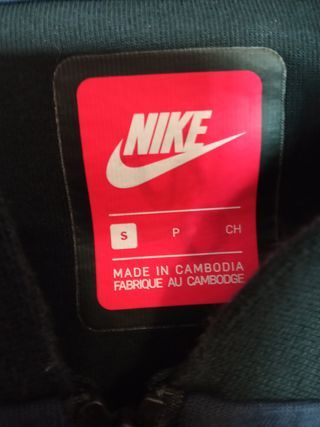 NIKE
S P CH
MADE IN CAMBODIA
FABRIQUE AU CAMBODGE